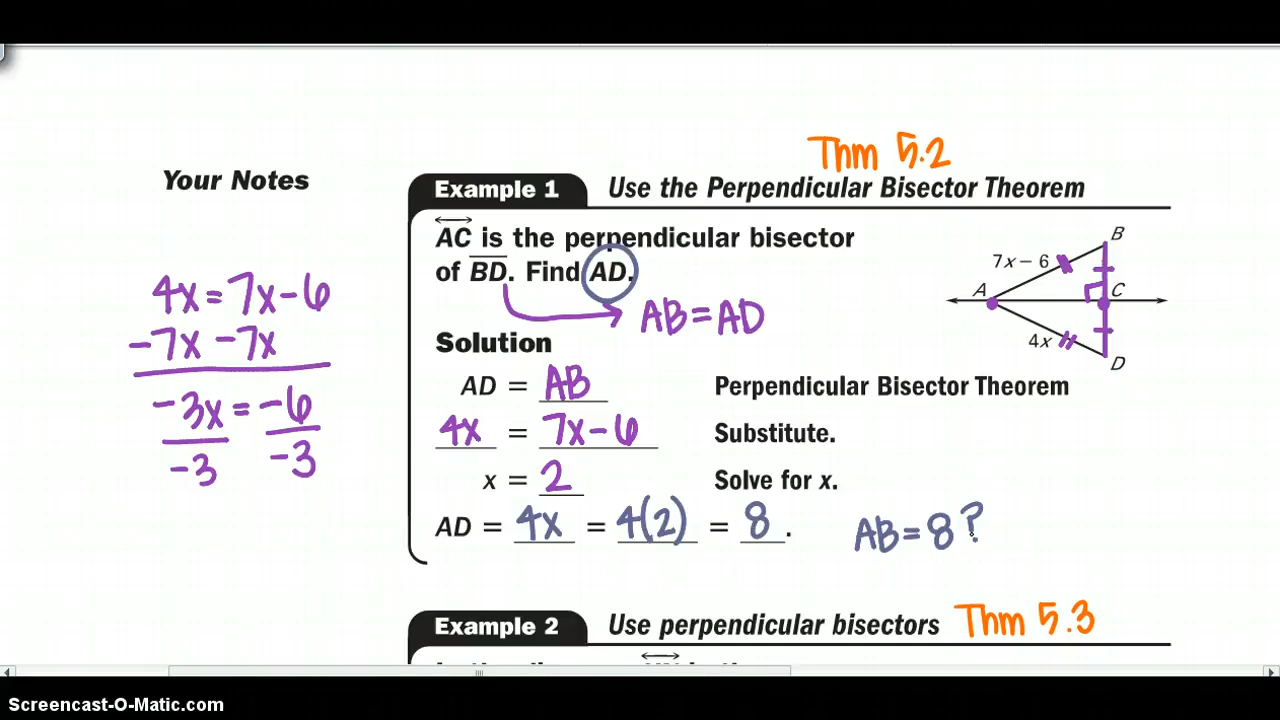 Thm 5.2
Your Notes
Example 1 Use the Perpendicular Bisector Theorem
AC is the perpendicular bisector
of BD. Find AD.
AB=AD
B
7x – 6
A
C
4x
D
4x=7x-6
-7x -7x
-3x=-6
-3 -3
Solution
AD = AB Perpendicular Bisector Theorem
4x = 7x-6 Substitute.
x = 2 Solve for x.
AD = 4x = 4(2) = 8.
AB=8?
Example 2 Use perpendicular bisectors Thm 5.3
Screencast-O-Matic.com